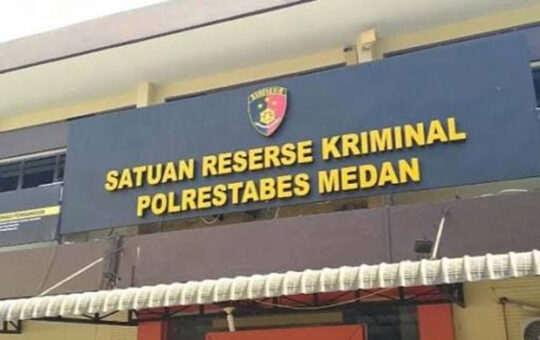 SATUAN RESERSE KRIMINAL
POLRESTABES MEDAN